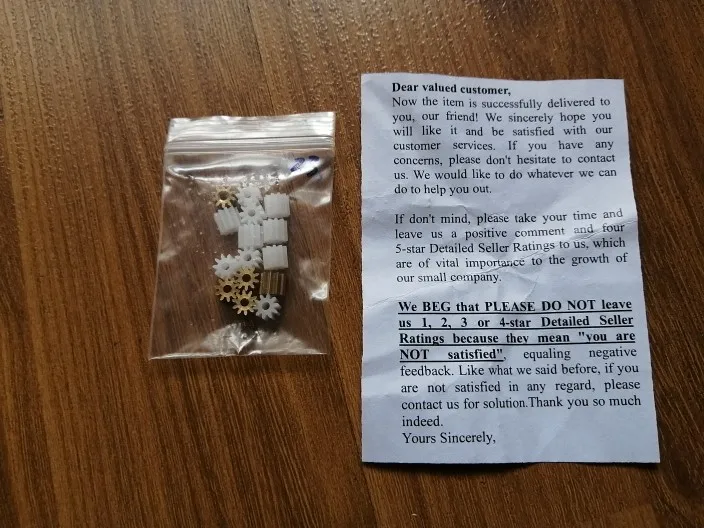 Dear valued customer,
Now the item is successfully delivered to
you, our friend! We sincerely hope you
will like it and be satisfied with our
customer services. If you have any
concerns, please don't hesitate to contact
us. We would like to do whatever we can
do to help you out.
If don't mind, please take your time and
leave us a positive comment and four
5-star Detailed Seller Ratings to us, which
are of vital importance to the growth of
our small company.
We BEG that PLEASE DO NOT leave
us 1, 2, 3 or 4-star Detailed Seller
Ratings because they mean "you are
NOT satisfied", equaling negative
feedback. Like what we said before, if you
are not satisfied in any regard, please
contact us for solution.Thank you so much
indeed.
Yours Sincerely,